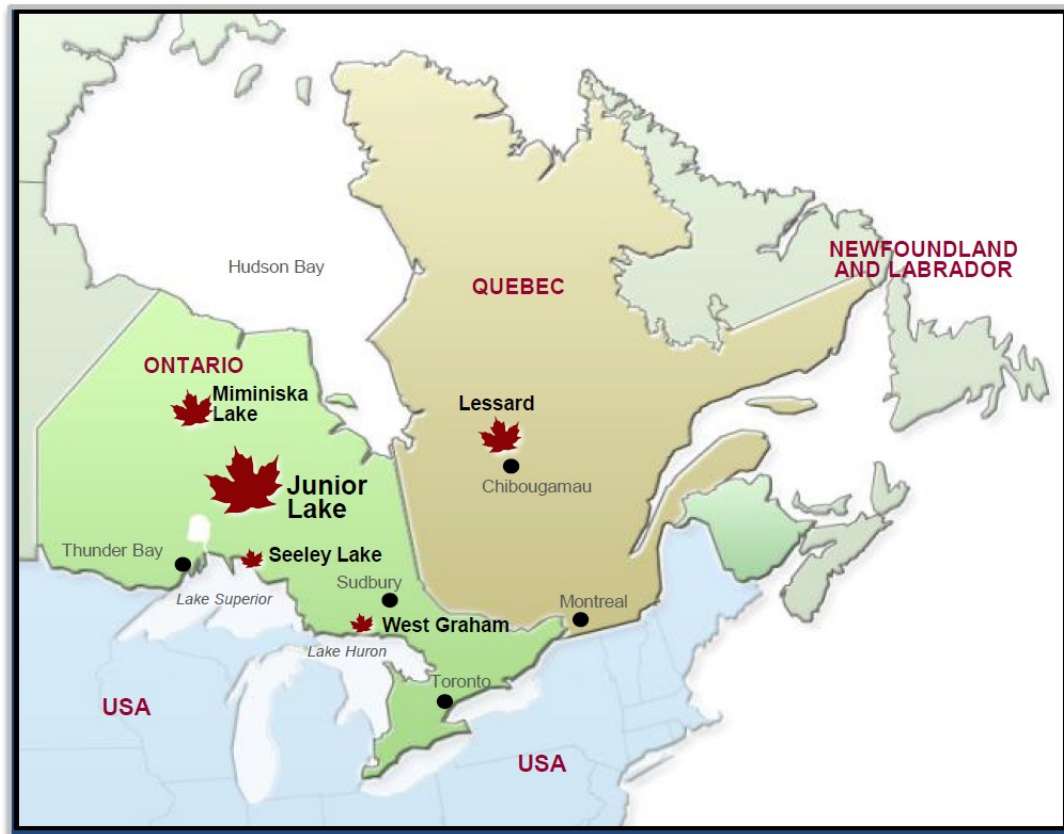 Hudson Bay
NEWFOUNDLAND
AND LABRADOR
QUEBEC
ONTARIO
Miminiska
Lake
Lessard
Junior
Lake
Chibougamau
Thunder Bay
Seeley Lake
Sudbury
Lake Superior
Montreal
West Graham
Lake Huron
Toronto
USA
USA